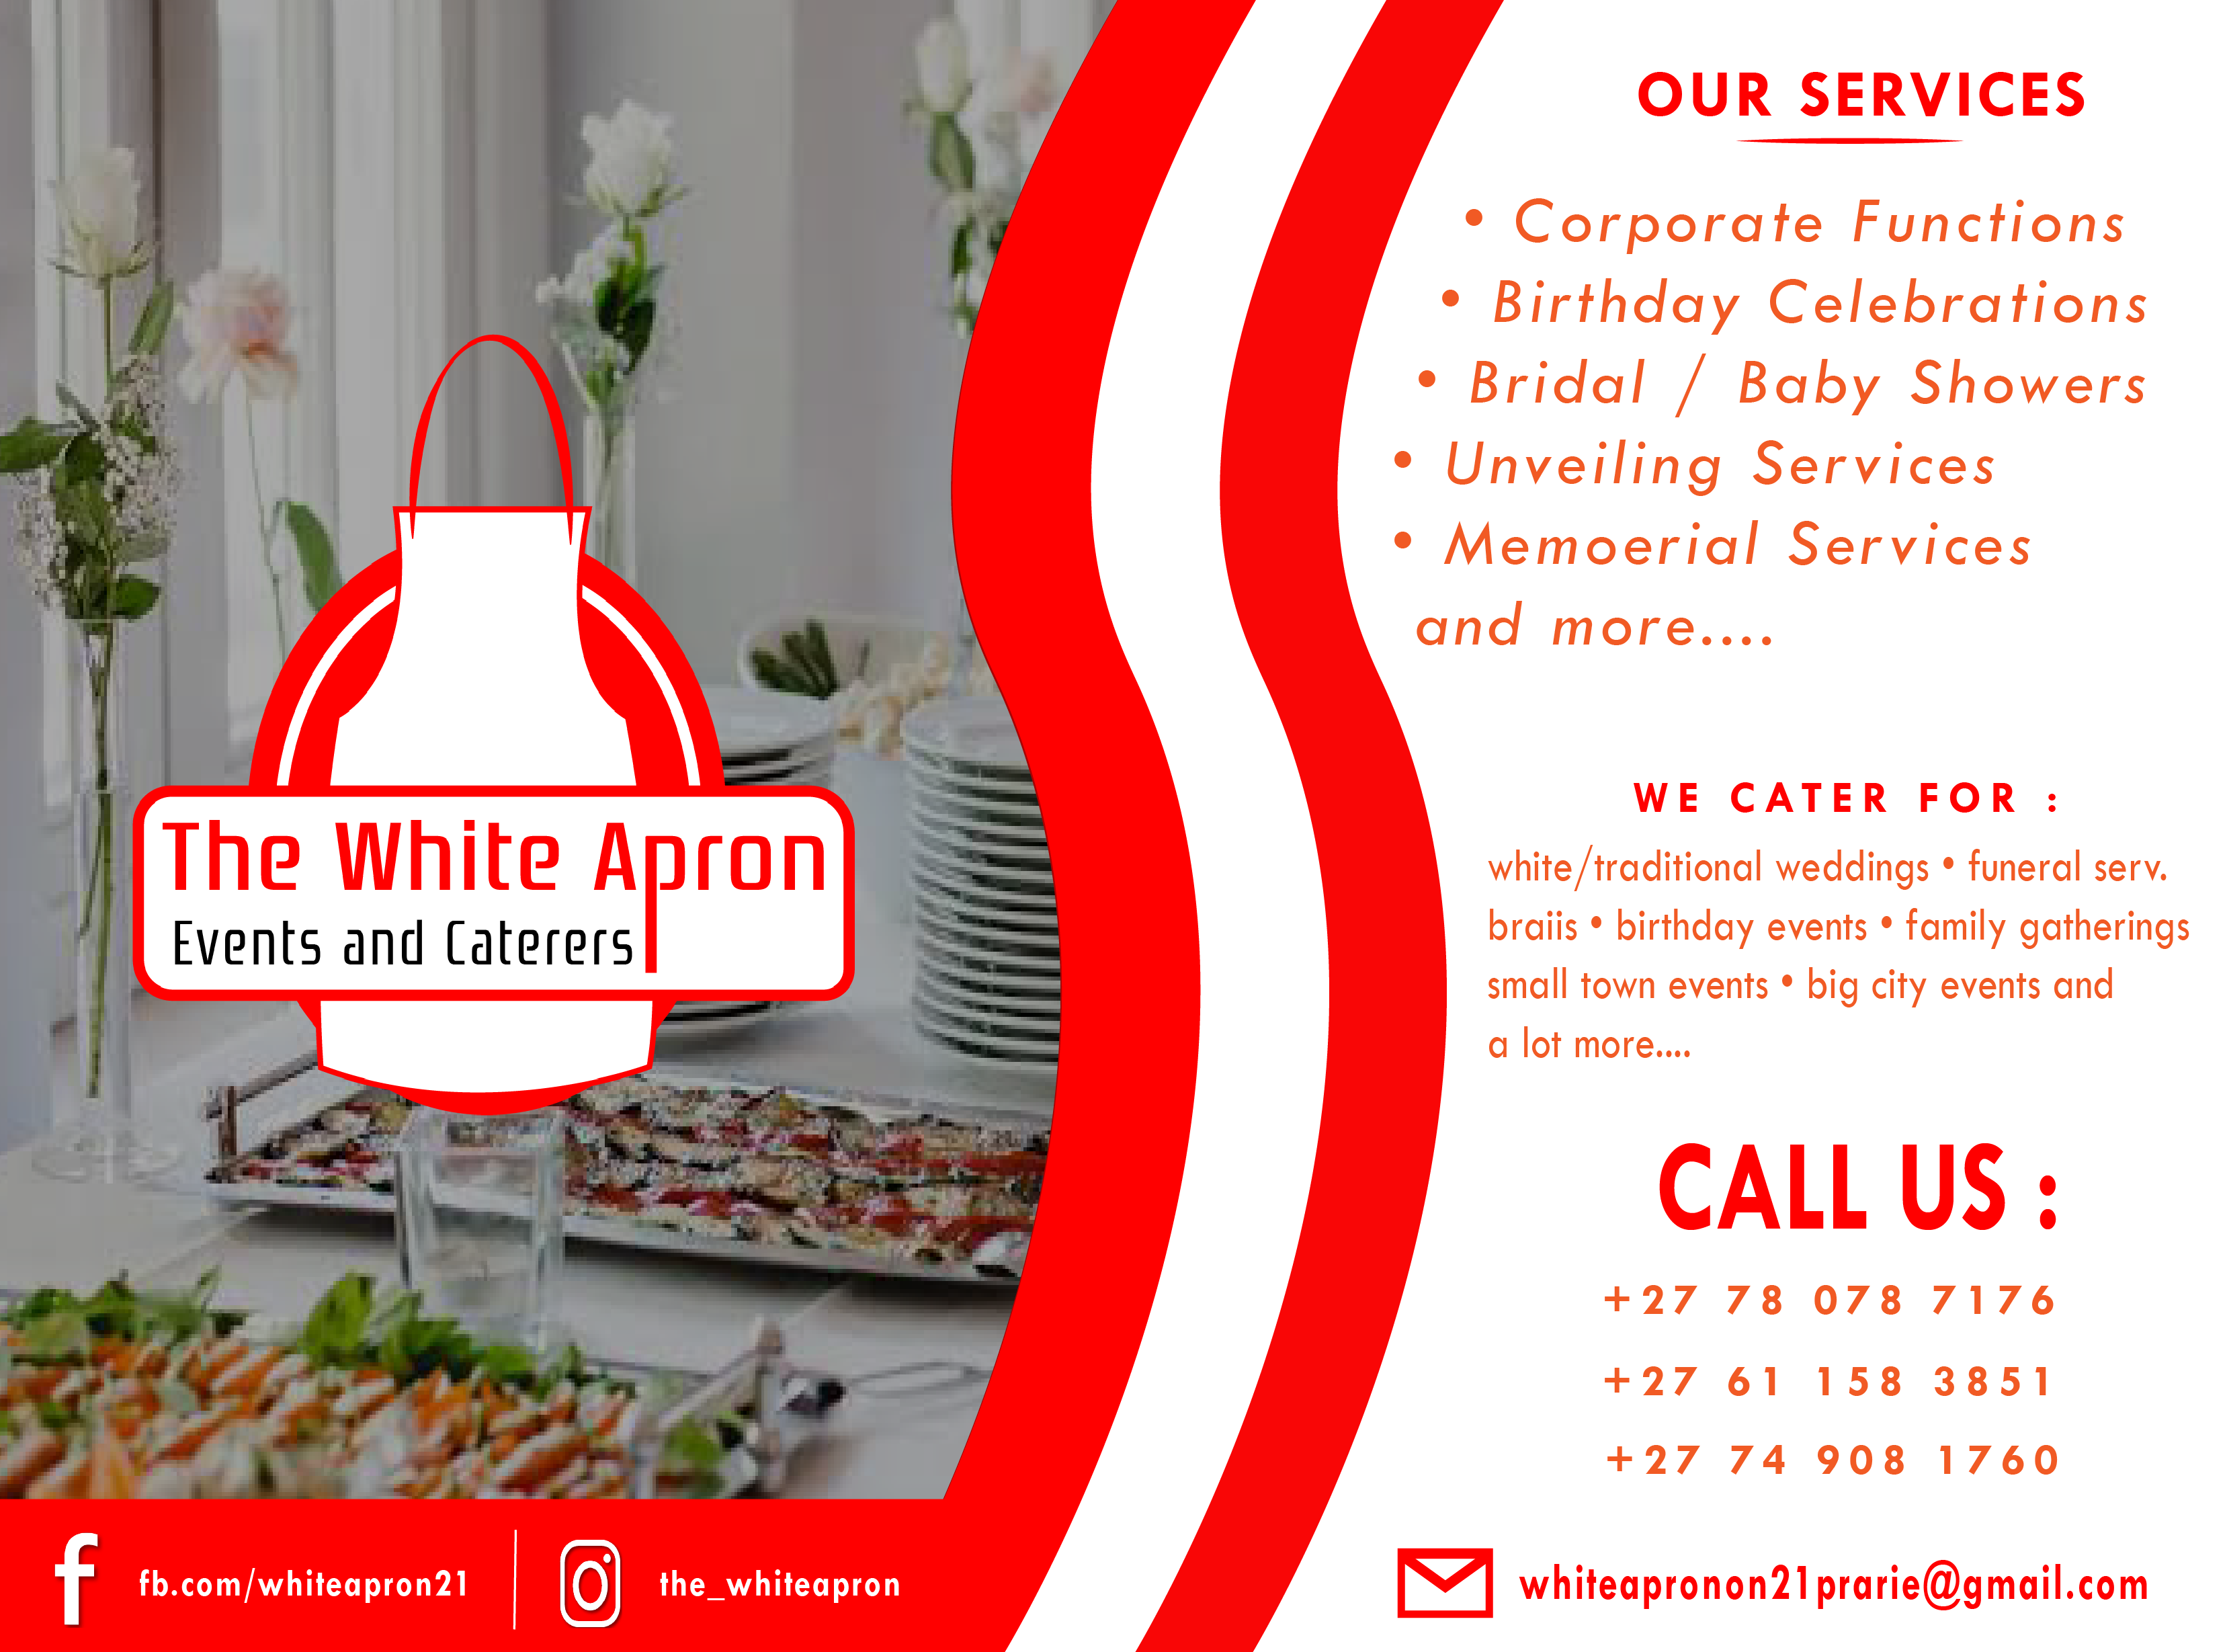 The White Apron
Events and Caterers
fb.com/whiteapron21
the_whiteapron
OUR SERVICES
• Corporate Functions
• Birthday Celebrations
• Bridal / Baby Showers
• Unveiling Services
• Memoerial Services
and more....
WE CATER FOR :
white/traditional weddings • funeral serv.
braiis • birthday events • family gatherings
small town events • big city events and
a lot more....
CALL US :
+27 78 078 7176
+27 61 158 3851
+27 74 908 1760
whiteapronon21prarie@gmail.com